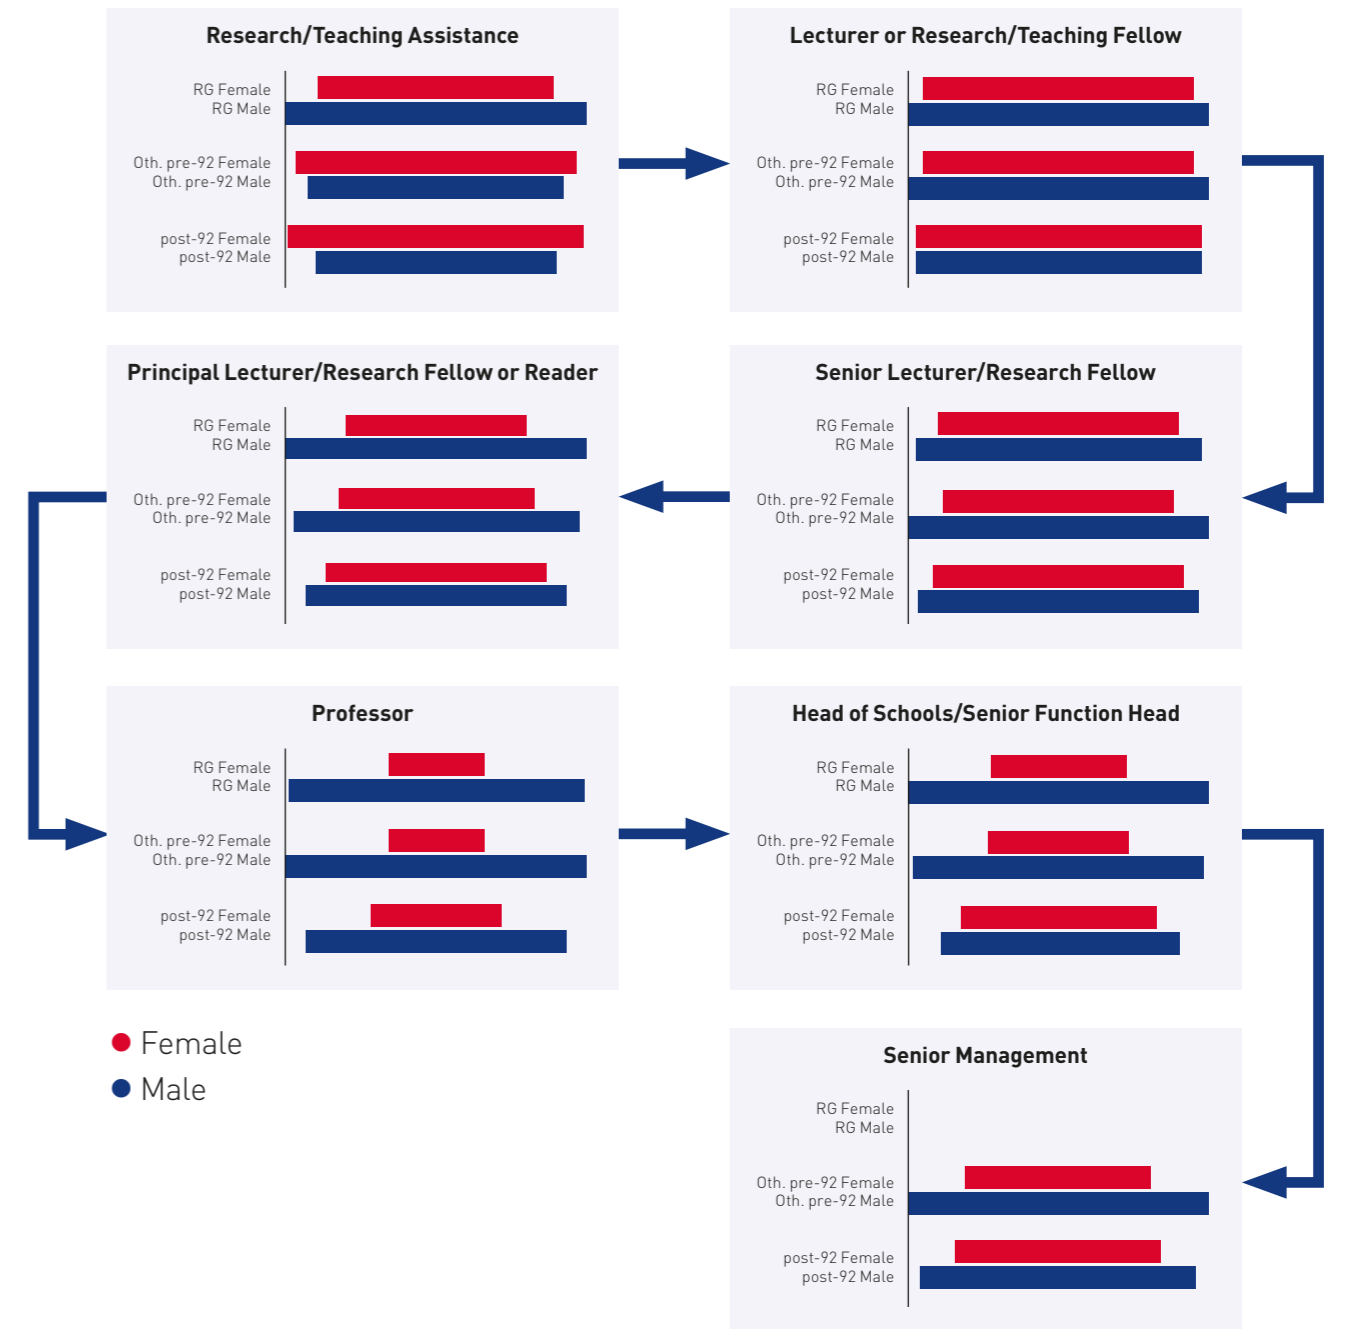 Research/Teaching Assistance
RG Female
RG Male
Oth. pre-92 Female
Oth. pre-92 Male
post-92 Female
post-92 Male
Lecturer or Research/Teaching Fellow
RG Female
RG Male
Oth. pre-92 Female
Oth. pre-92 Male
post-92 Female
post-92 Male
Principal Lecturer/Research Fellow or Reader
RG Female
RG Male
Oth. pre-92 Female
Oth. pre-92 Male
post-92 Female
post-92 Male
Senior Lecturer/Research Fellow
RG Female
RG Male
Oth. pre-92 Female
Oth. pre-92 Male
post-92 Female
post-92 Male
Professor
RG Female
RG Male
Oth. pre-92 Female
Oth. pre-92 Male
post-92 Female
post-92 Male
Head of Schools/Senior Function Head
RG Female
RG Male
Oth. pre-92 Female
Oth. pre-92 Male
post-92 Female
post-92 Male
Female
Male
Senior Management
RG Female
RG Male
Oth. pre-92 Female
Oth. pre-92 Male
post-92 Female
post-92 Male